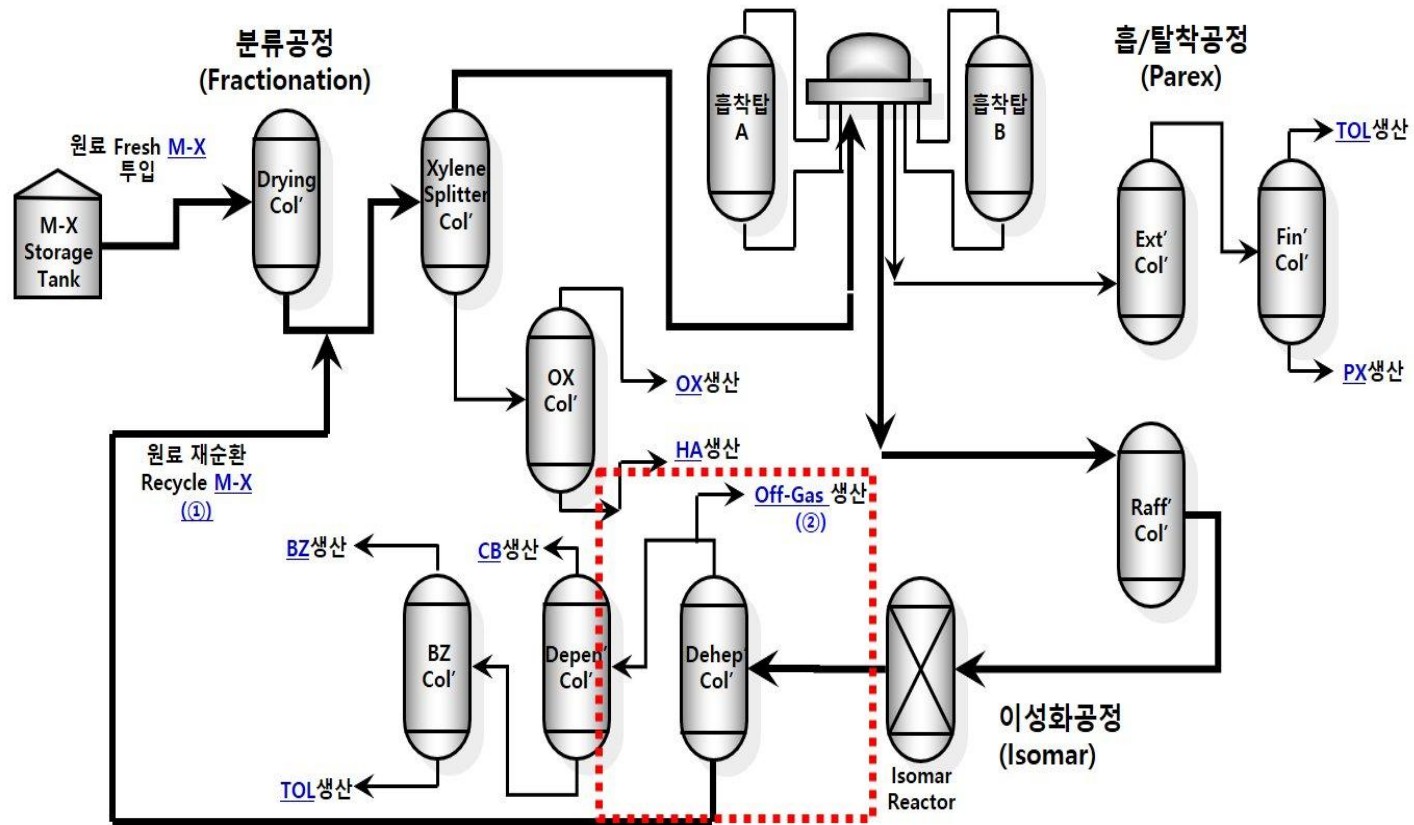 분류공정
(Fractionation)
흡/탈착공정
(Parex)
원료 Fresh M-X
투입
M-X
Storage
Tank
Drying
Col'
Xylene
Splitter
Col'
흡착탑
A
흡착탑
B
TOL생산
Ext'
Col'
Fin'
Col'
PX생산
OX
Col'
OX생산
HA생산
원료 재순환
Recycle M-X
(①)
Off-Gas 생산
(②)
Raff'
Col'
BZ생산
CB생산
BZ
Col'
Depen'
Col'
Dehep'
Col'
TOL생산
Isomar
Reactor
이성화공정
(Isomar)